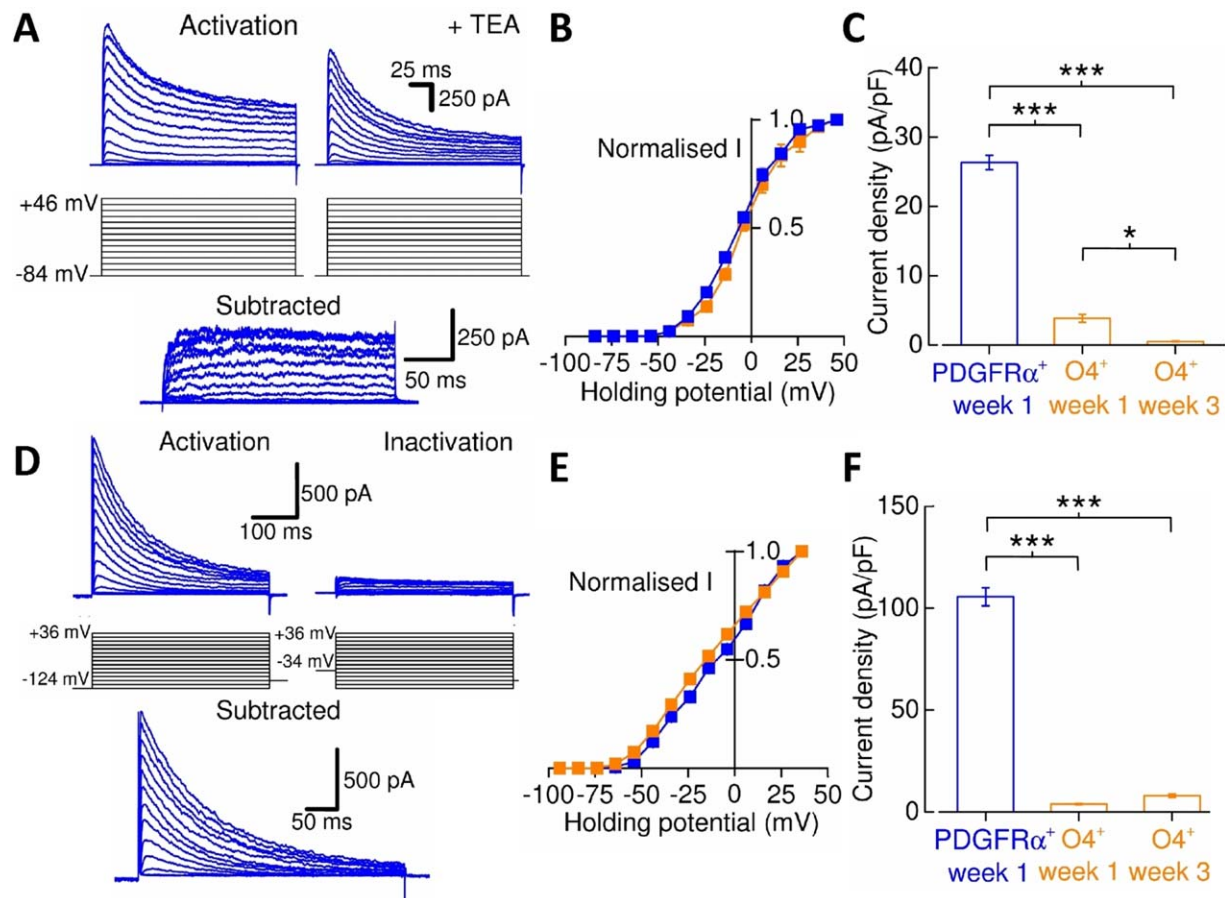 A
Activation
+ TEA
25 ms
250 pA
+46 mV
-84 mV
Subtracted
250 pA
50 ms
B
Normalised I
1.0
0.5
-100 -75 -50 -25 0 25 50
Holding potential (mV)
C
***
***
*
Current density (pA/pF)
40
30
20
10
0
PDGFRα+ O4+ O4+
week 1 week 1 week 3
D
Activation
Inactivation
500 pA
100 ms
+36 mV
-124 mV
+36 mV
-34 mV
Subtracted
500 pA
50 ms
E
Normalised I
1.0
0.5
-100 -75 -50 -25 0 25 50
Holding potential (mV)
F
***
***
Current density (pA/pF)
150
100
50
0
PDGFRα+ O4+ O4+
week 1 week 1 week 3